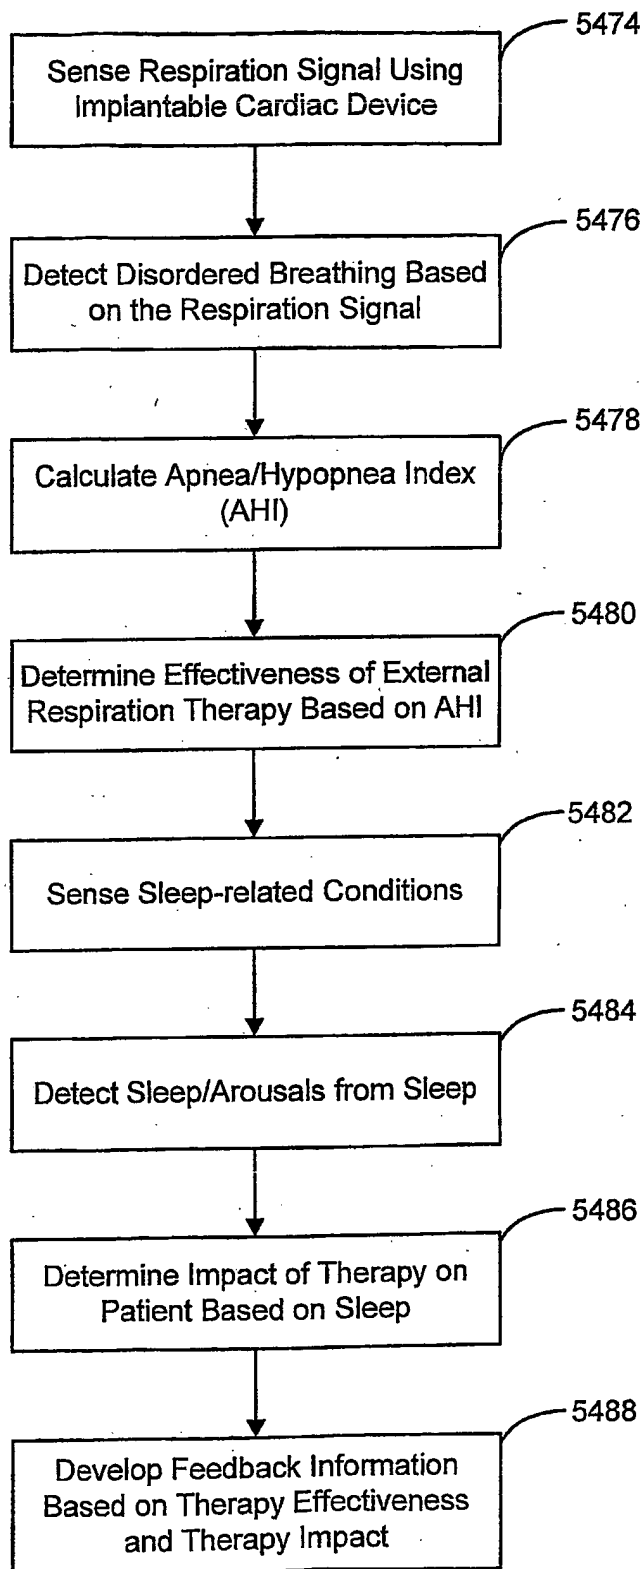 5474
Sense Respiration Signal Using
Implantable Cardiac Device
5476
Detect Disordered Breathing Based
on the Respiration Signal
5478
Calculate Apnea/Hypopnea Index
(AHI)
5480
Determine Effectiveness of External
Respiration Therapy Based on AHI
5482
Sense Sleep-related Conditions
5484
Detect Sleep/Arousals from Sleep
5486
Determine Impact of Therapy on
Patient Based on Sleep
5488
Develop Feedback Information
Based on Therapy Effectiveness
and Therapy Impact